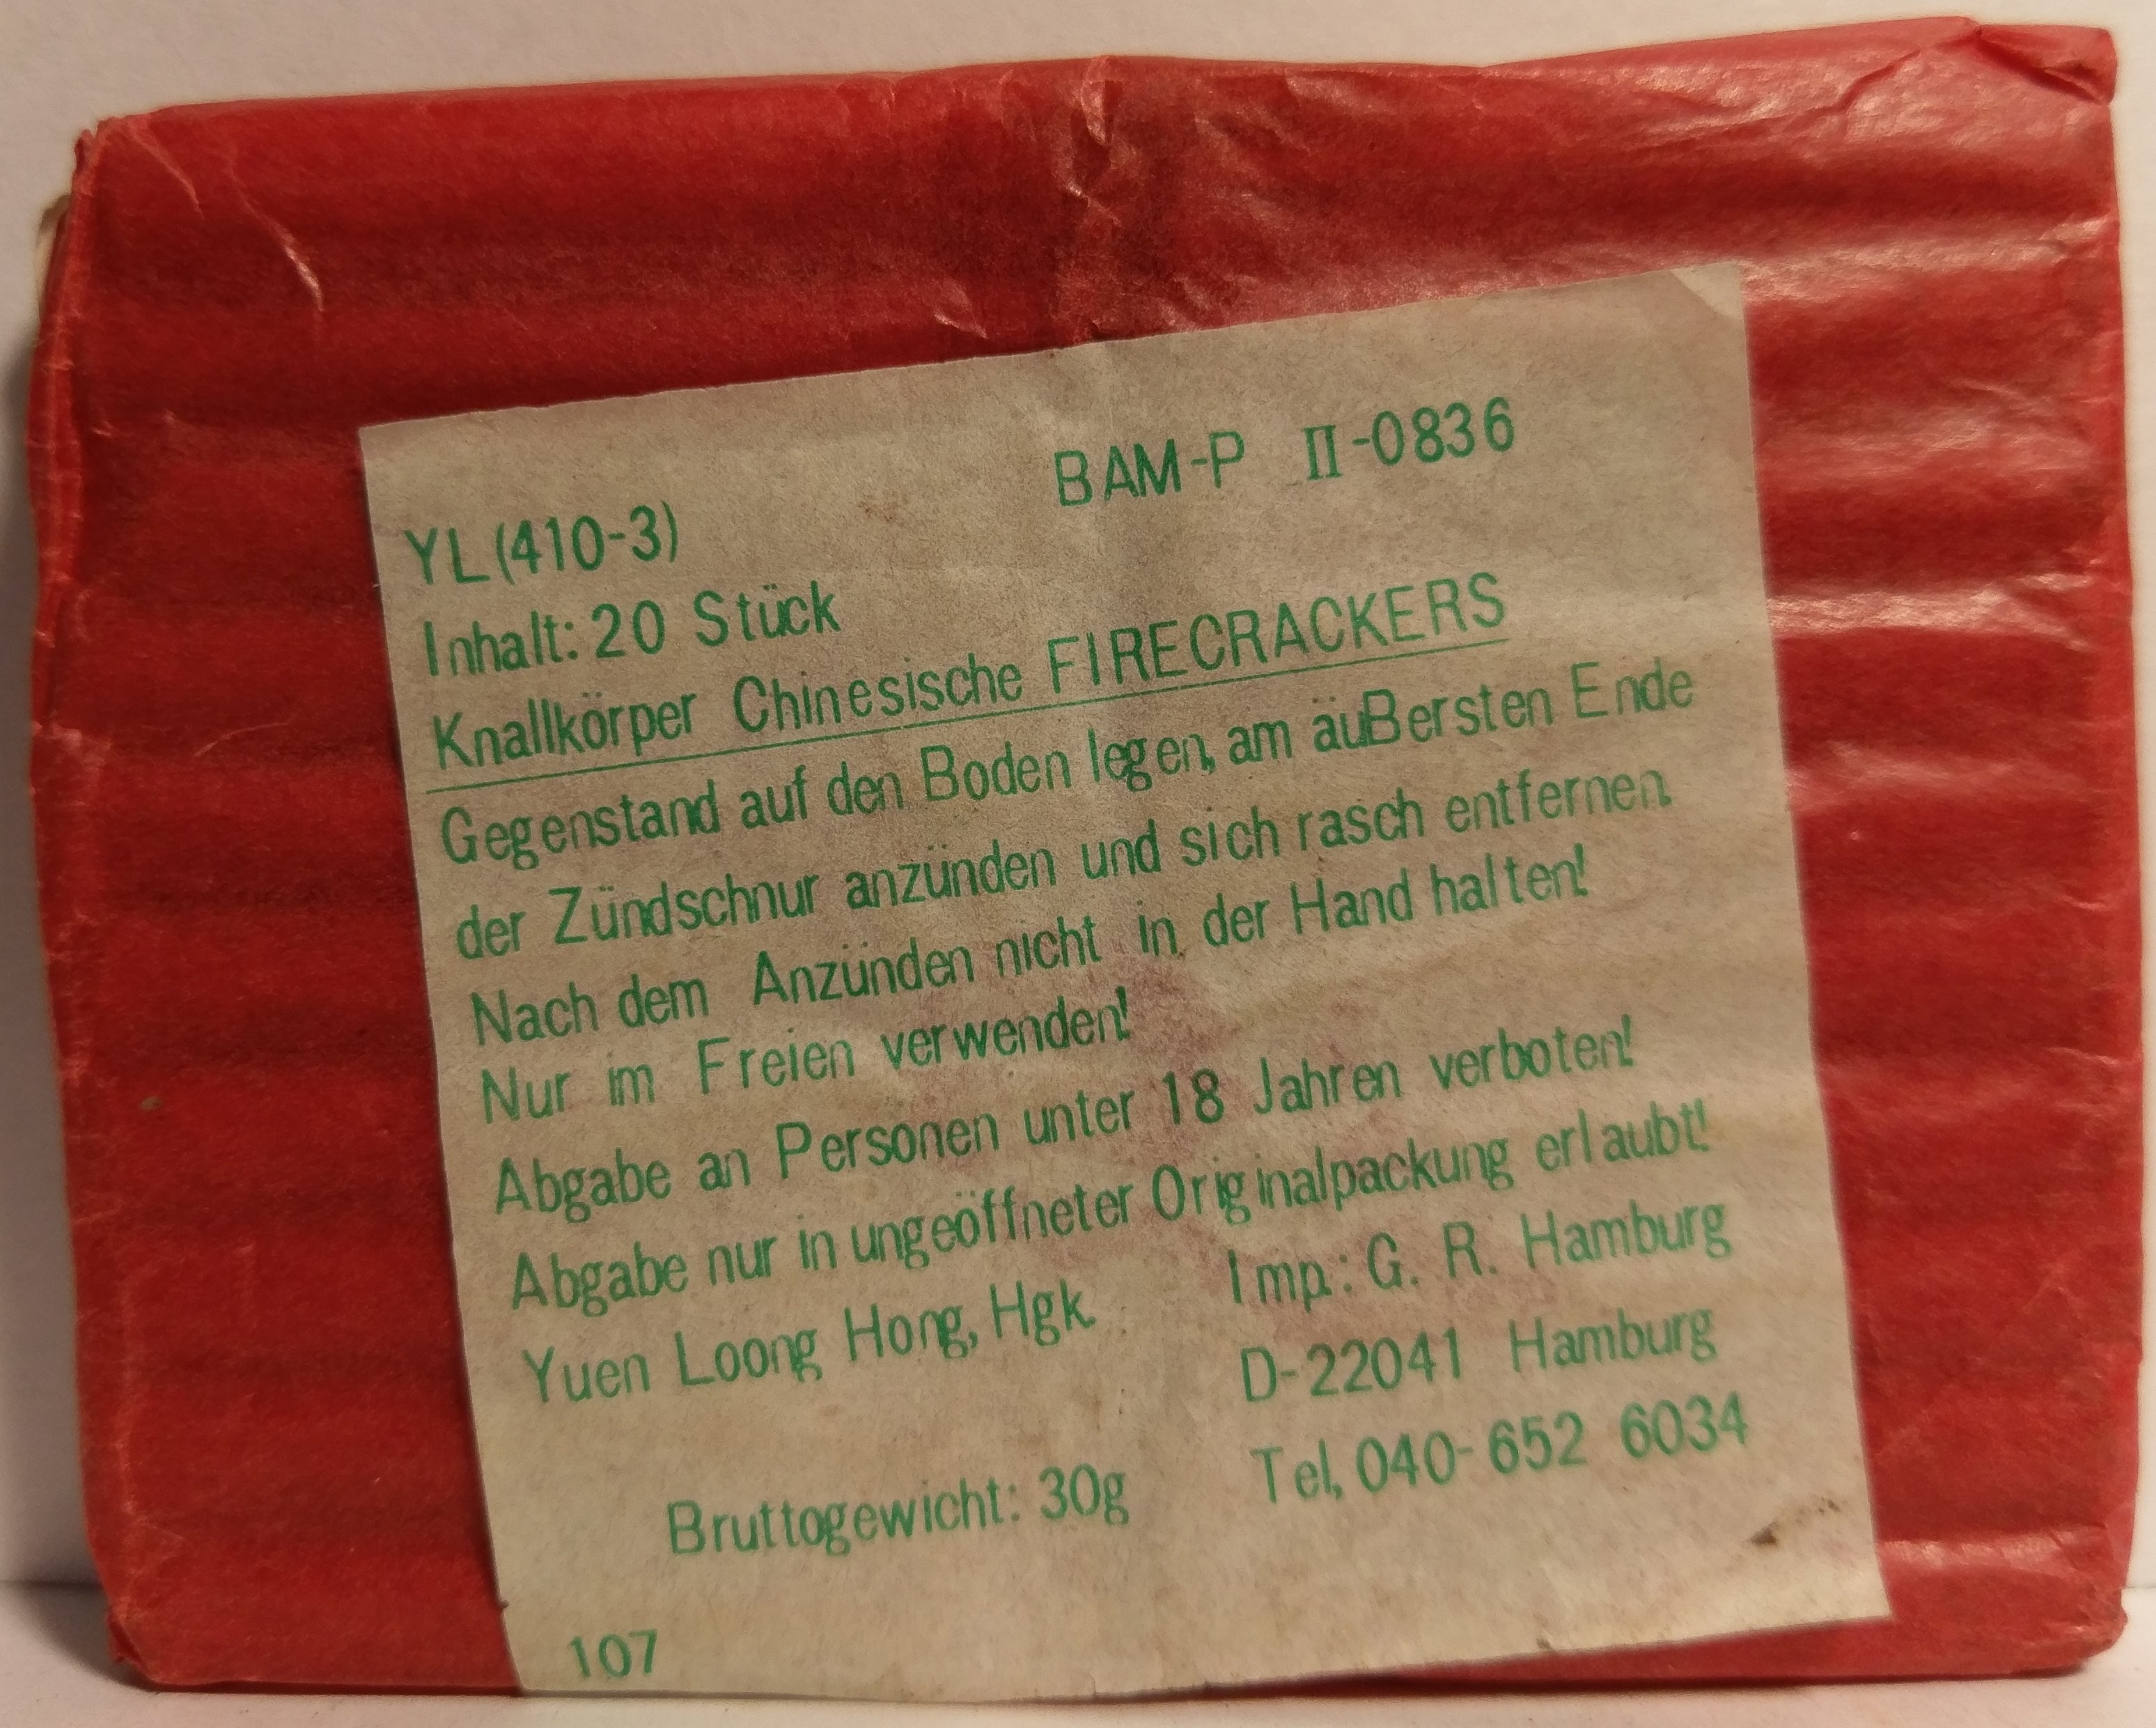 BAM-P II-0836
YL(410-3)
Inhalt: 20 Stück
Knallkörper Chinesische FIRECRACKERS
Gegenstand auf den Boden legen, am äuBersten Ende
der Zündschnur anzünden und sich rasch entfernen.
Nach dem Anzünden nicht in der Hand halten!
Nur im Freien verwenden!
Abgabe an Personen unter 18 Jahren verboten!
Abgabe nur in ungeöffneter Originalpackung erlaubt!
Yuen Loong Hong, Hgk. Imp.: G. R. Hamburg
D-22041 Hamburg
Bruttogewicht: 30g Tel, 040-652 6034
107